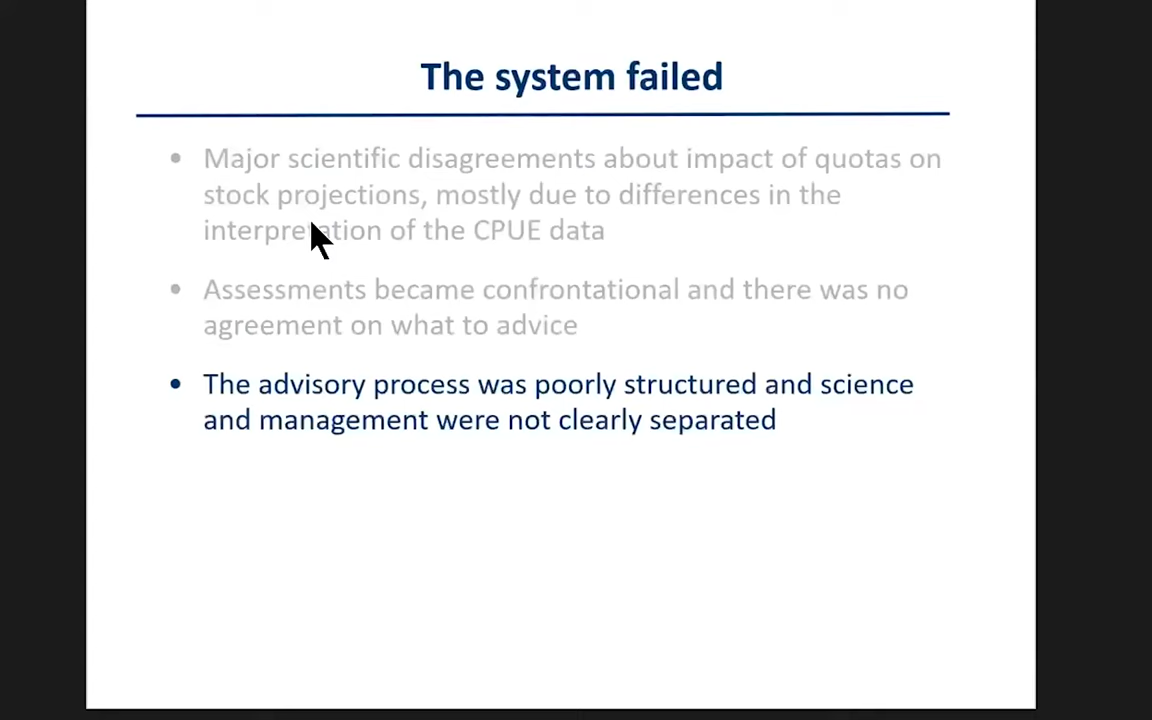 The system failed
• Major scientific disagreements about impact of quotas on
stock projections, mostly due to differences in the
interpretation of the CPUE data
• Assessments became confrontational and there was no
agreement on what to advice
• The advisory process was poorly structured and science
and management were not clearly separated